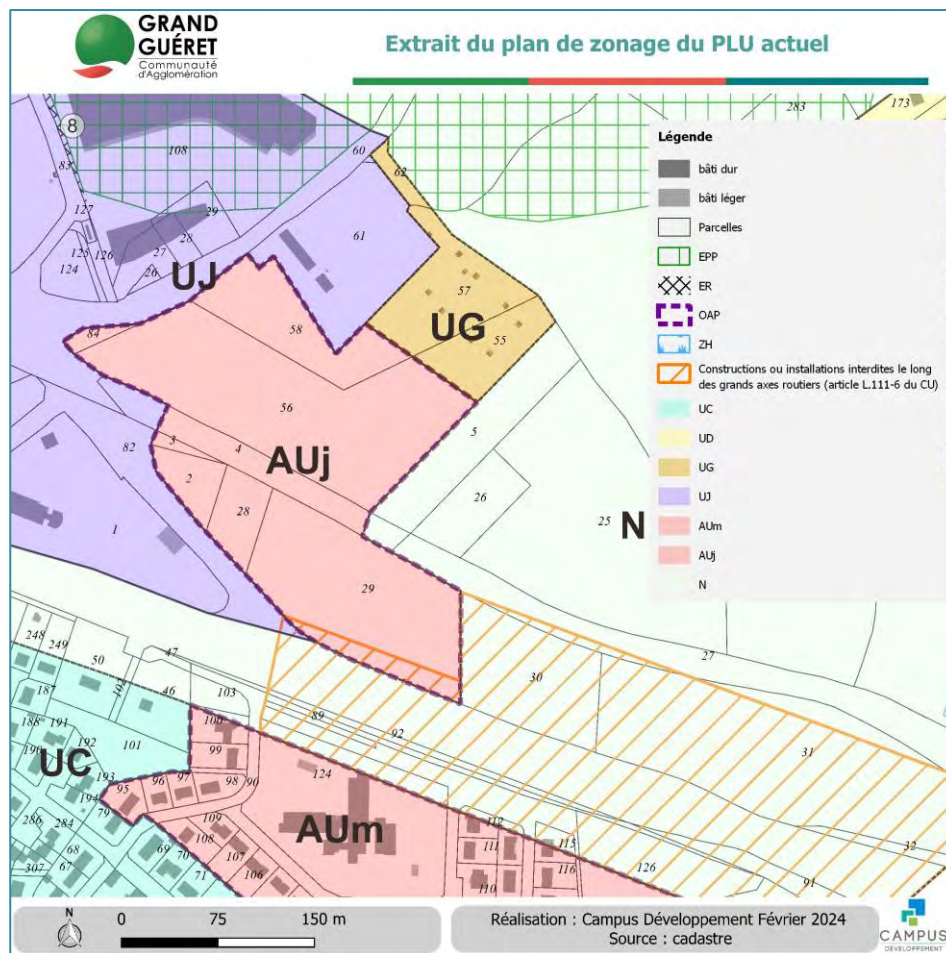 GRAND
GUÉRET
Communauté
d'Agglomération
Extrait du plan de zonage du PLU actuel
8
108
83
127
126
125
124
29
28
27
26
60
62
61
283
173
UJ
UG
57
55
58
84
56
AUj
3
4
2
28
29
82
1
5
26
25
N
27
30
31
32
248
249
50
47
46
102
103
89
92
91
187
188
191
190
192
101
UC
193
194
95
96
97
98
90
99
100
79
286
284
68
67
307
69
70
71
109
108
107
106
124
AUm
112
111
110
115
116
126
Légende
bâti dur
bâti léger
Parcelles
EPP
ER
OAP
ZH
Constructions ou installations interdites le long
des grands axes routiers (article L.111-6 du CU)
UC
UD
UG
UJ
AUm
AUj
N
N
0 75 150 m
Réalisation : Campus Développement Février 2024
Source : cadastre
CAMPUS
DÉVELOPPEMENT